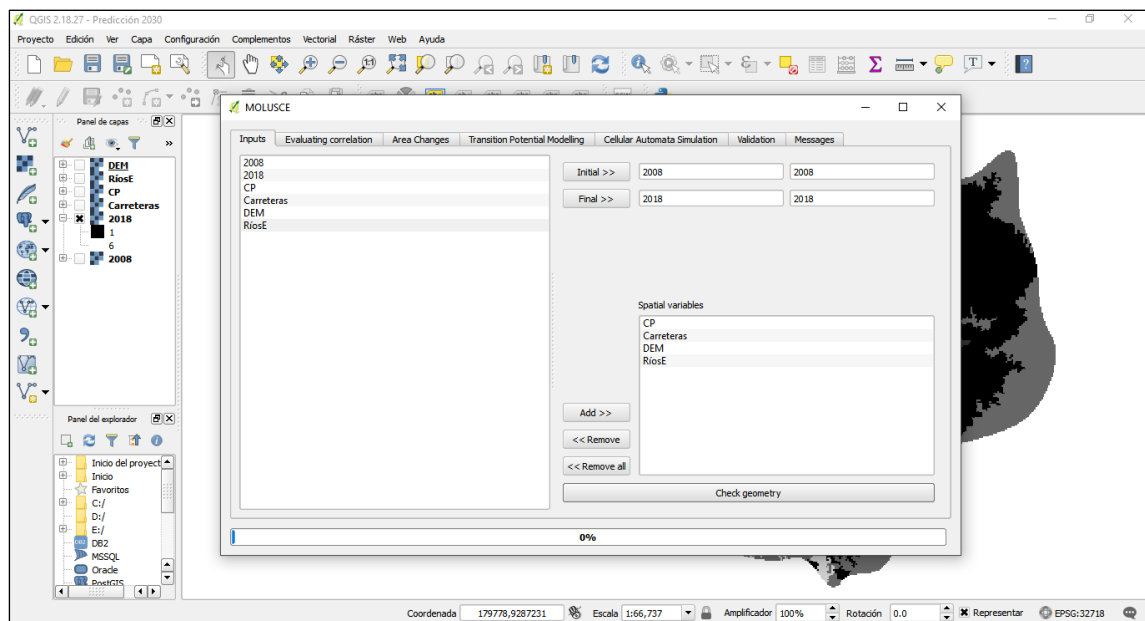 QGIS 2.18.27 - Predicción 2030
Proyecto Edición Ver Capa Configuración Complementos Vectorial Ráster Web Ayuda
Panel de capas
DEM
RíosE
CP
Carreteras
2018
1
6
2008
Panel del explorador
Inicio del proyect
Inicio
Favoritos
C:/
D:/
E:/
DB2
MSSQL
Oracle
PostGIS
MOLUSCE
Inputs Evaluating correlation Area Changes Transition Potential Modelling Cellular Automata Simulation Validation Messages
2008
2018
CP
Carreteras
DEM
RíosE
Initial >> 2008 2008
Final >> 2018 2018
Spatial variables
CP
Carreteras
DEM
RíosE
Add >>
<< Remove
<< Remove all
Check geometry
0%
Coordenada 179778,9287231 Escala 1:66,737 Amplificador 100% Rotación 0.0 Representar EPSG:32718